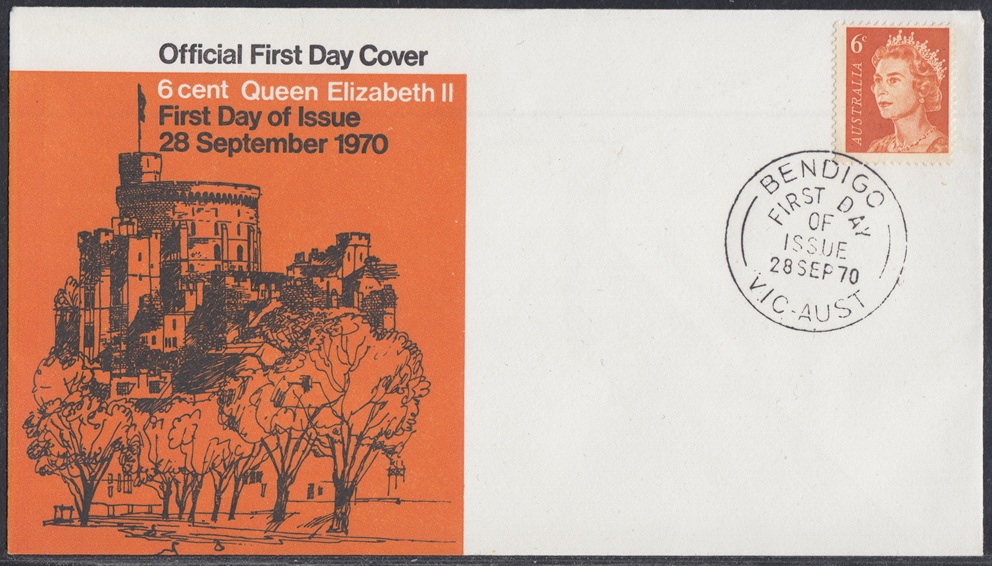 Official First Day Cover
6 cent Queen Elizabeth II
First Day of Issue
28 September 1970
6c
AUSTRALIA
BENDIGO
FIRST DAY
OF
ISSUE
28 SEP 70
VIC-AUST